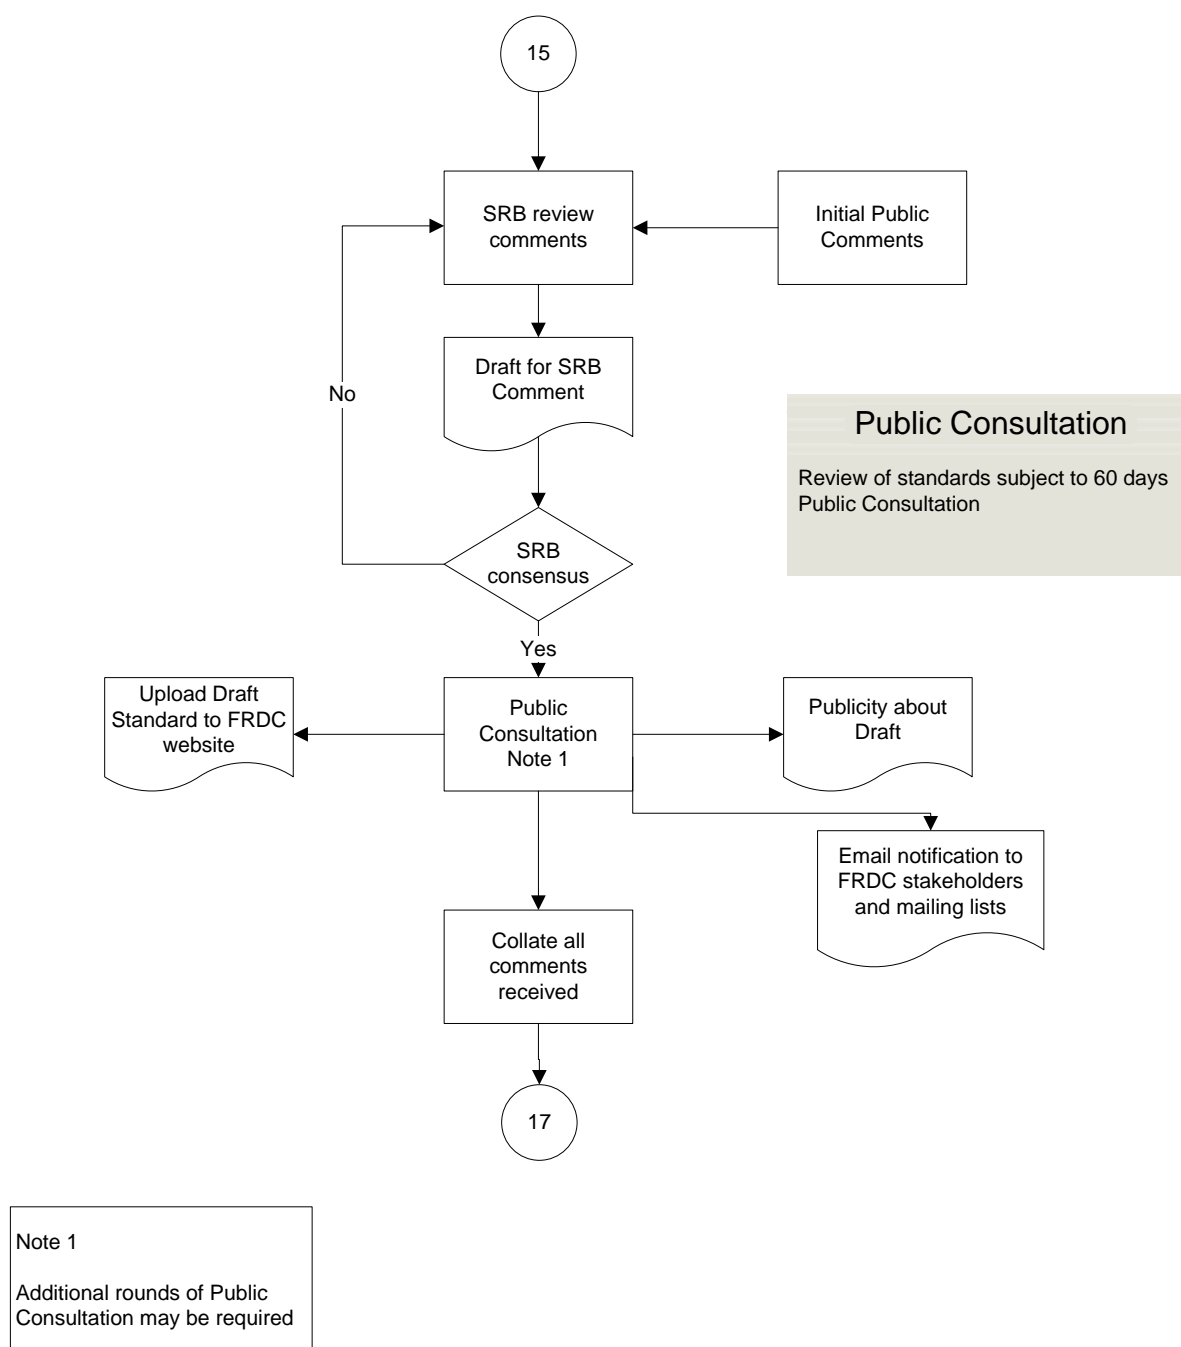 15
SRB review
comments
Initial Public
Comments
Draft for SRB
Comment
No
Public Consultation
Review of standards subject to 60 days
Public Consultation
SRB
consensus
Yes
Upload Draft
Standard to FRDC
website
Public
Consultation
Note 1
Publicity about
Draft
Email notification to
FRDC stakeholders
and mailing lists
Collate all
comments
received
17
Note 1
Additional rounds of Public
Consultation may be required